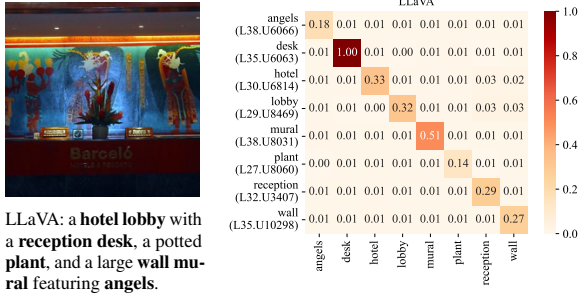 LLaVA
angels
(L38.U6066)
desk
(L35.U6063)
hotel
(L30.U6814)
lobby
(L29.U8469)
mural
(L38.U8031)
plant
(L27.U8060)
reception
(L32.U3407)
wall
(L35.U10298)
0.18 0.01 0.01 0.01 0.01 0.01 0.01 0.01
0.01 1.00 0.01 0.00 0.01 0.01 0.01 0.01
0.01 0.01 0.33 0.01 0.01 0.01 0.03 0.02
0.01 0.01 0.00 0.32 0.01 0.01 0.03 0.03
0.01 0.01 0.01 0.01 0.51 0.01 0.01 0.01
0.00 0.01 0.01 0.01 0.01 0.14 0.01 0.01
0.01 0.01 0.01 0.01 0.01 0.01 0.29 0.01
0.01 0.01 0.01 0.01 0.01 0.01 0.01 0.27
angels desk hotel lobby mural plant reception wall
1.0
0.8
0.6
0.4
0.2
0.0
Barceló
LLaVA: a hotel lobby with
a reception desk, a potted
plant, and a large wall mu-
ral featuring angels.